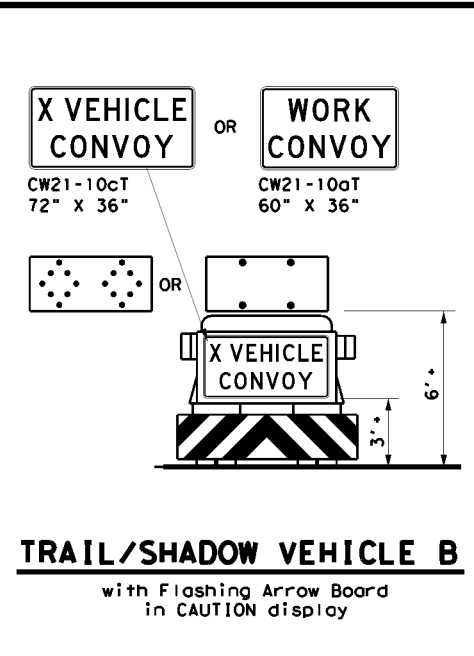 X VEHICLE
CONVOY
OR
WORK
CONVOY
CW21-10cT
72" X 36"
CW21-10aT
60" X 36"
OR
X VEHICLE
CONVOY
6' +
3' +
TRAIL/SHADOW VEHICLE B
with Flashing Arrow Board
in CAUTION display